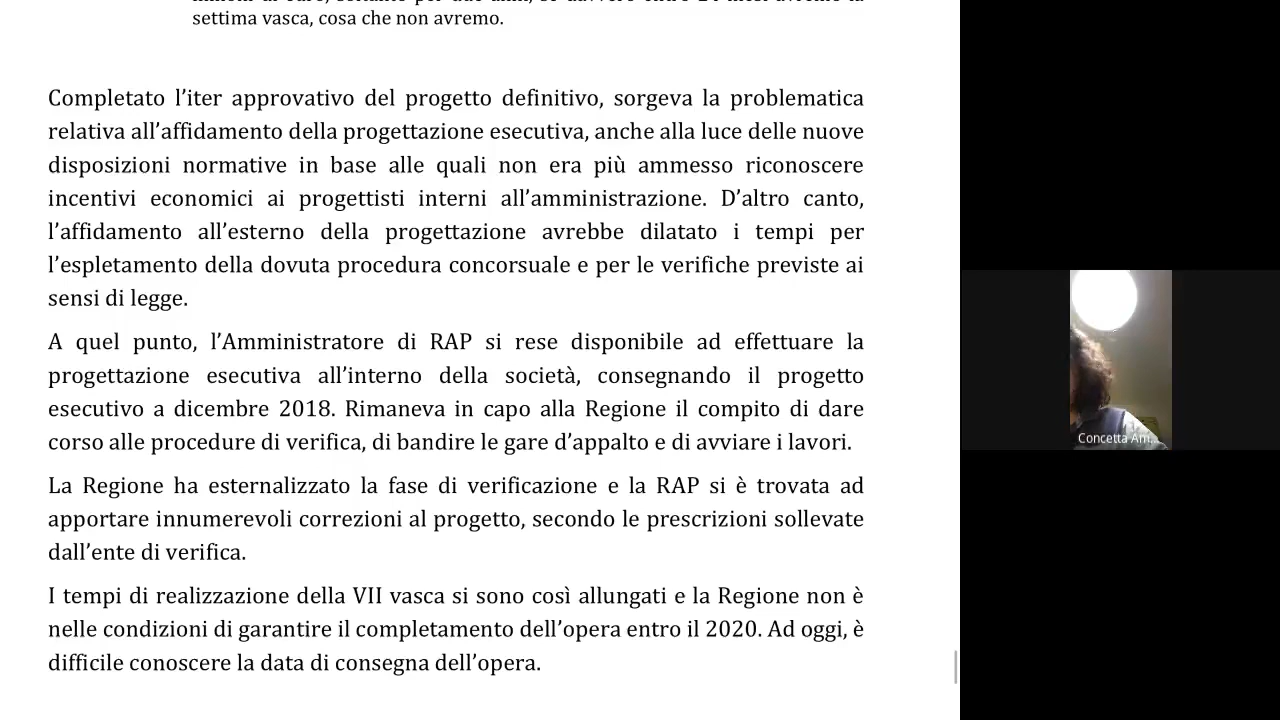 settima vasca, cosa che non avremo.
Completato l’iter approvativo del progetto definitivo, sorgeva la problematica
relativa all’affidamento della progettazione esecutiva, anche alla luce delle nuove
disposizioni normative in base alle quali non era più ammesso riconoscere
incentivi economici ai progettisti interni all’amministrazione. D’altro canto,
l’affidamento all’esterno della progettazione avrebbe dilatato i tempi per
l’espletamento della dovuta procedura concorsuale e per le verifiche previste ai
sensi di legge.
A quel punto, l’Amministratore di RAP si rese disponibile ad effettuare la
progettazione esecutiva all’interno della società, consegnando il progetto
esecutivo a dicembre 2018. Rimaneva in capo alla Regione il compito di dare
corso alle procedure di verifica, di bandire le gare d’appalto e di avviare i lavori.
La Regione ha esternalizzato la fase di verificazione e la RAP si è trovata ad
apportare innumerevoli correzioni al progetto, secondo le prescrizioni sollevate
dall’ente di verifica.
I tempi di realizzazione della VII vasca si sono così allungati e la Regione non è
nelle condizioni di garantire il completamento dell’opera entro il 2020. Ad oggi, è
difficile conoscere la data di consegna dell’opera.
Concetta Am...